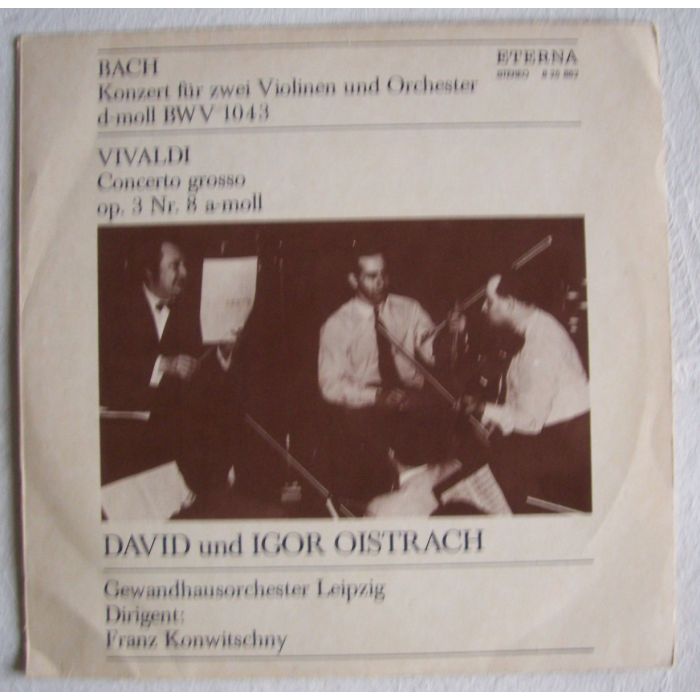 BACH
Konzert für zwei Violinen und Orchester
d-moll BWV 1043
ETERNA
STEREO
VIVALDI
Concerto grosso
op. 3 Nr. 8 a-moll
DAVID und IGOR OISTRACH
Gewandhausorchester Leipzig
Dirigent:
Franz Konwitschny